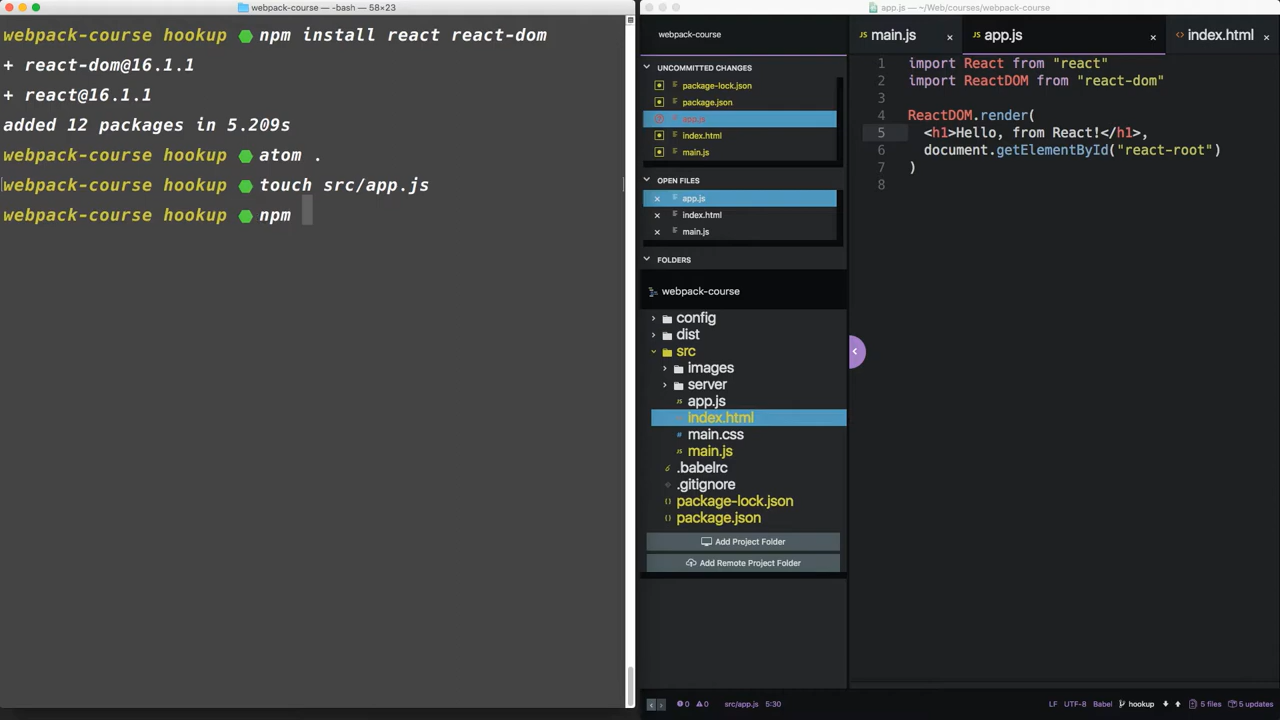 webpack-course — -bash — 58×23
webpack-course hookup npm install react react-dom
+ react-dom@16.1.1
+ react@16.1.1
added 12 packages in 5.209s
webpack-course hookup atom .
webpack-course hookup touch src/app.js
webpack-course hookup npm
app.js — ~/Web/courses/webpack-course
webpack-course
UNCOMMITTED CHANGES
package-lock.json
package.json
app.js
index.html
main.js
OPEN FILES
× app.js
× index.html
× main.js
FOLDERS
webpack-course
config
dist
src
images
server
app.js
index.html
# main.css
JS main.js
.babelrc
.gitignore
package-lock.json
package.json
Add Project Folder
Add Remote Project Folder
JS main.js ×
JS app.js ×
<> index.html ×
1 import React from "react"
2 import ReactDOM from "react-dom"
3
4 ReactDOM.render(
5 <h1>Hello, from React!</h1>,
6 document.getElementById("react-root")
7 )
8
0 0 src/app.js 5:30
LF UTF-8 Babel hookup 5 files 5 updates